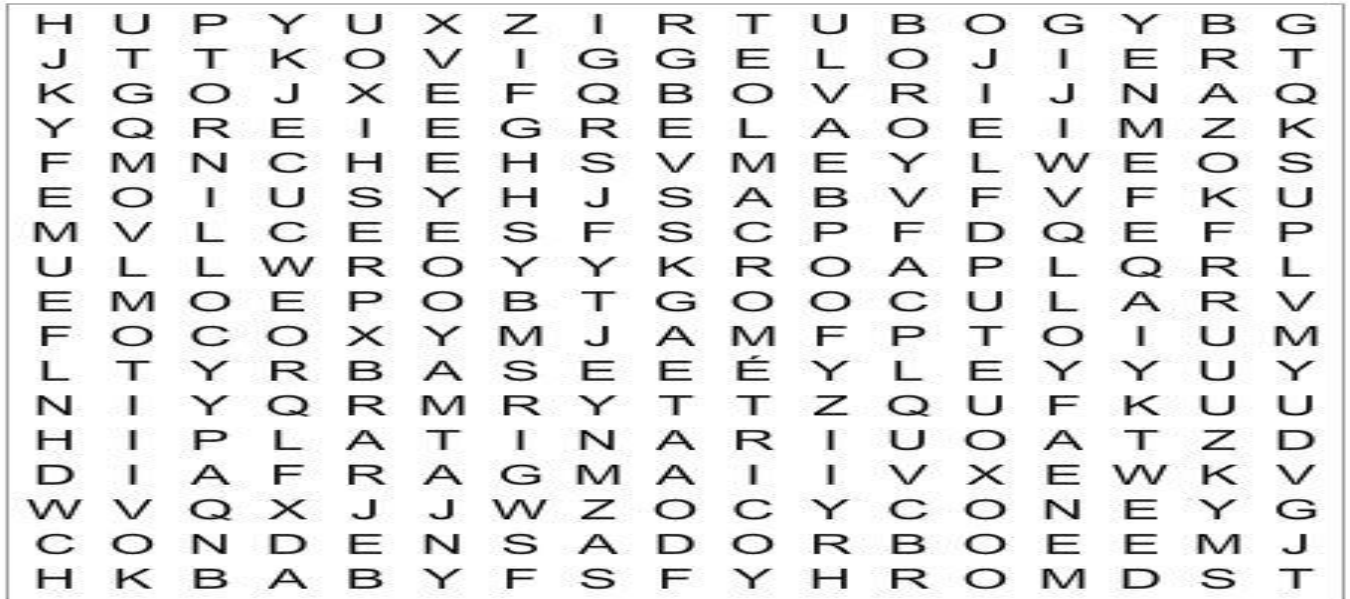 H U P Y U X Z I R T U B O G Y B G
J T T K O V I G G E L O J I E R T
K G O J X E F Q B O V R I J N A Q
Y Q R E I E G R E L A O E I M Z K
F M N C H E H S V M E Y L W E O S
E O I U S Y H J S A B V F V F K U
M V L C E E S F S C P F D Q E F P
U L L W R O Y Y K R O A P L Q R L
E M O E P O B T G O O C U L A R V
F O C O X Y M J A M F P T O I U M
L T Y R B A S E E É Y L E Y Y U Y
N I Y Q R M R Y T T Z Q U F K U U
H I P L A T I N A R I U O A T Z D
D I A F R A G M A I I V X E W K V
W V Q X J J W Z O C Y C O N E Y G
C O N D E N S A D O R B O E E M J
H K B A B Y F S F Y H R O M D S T